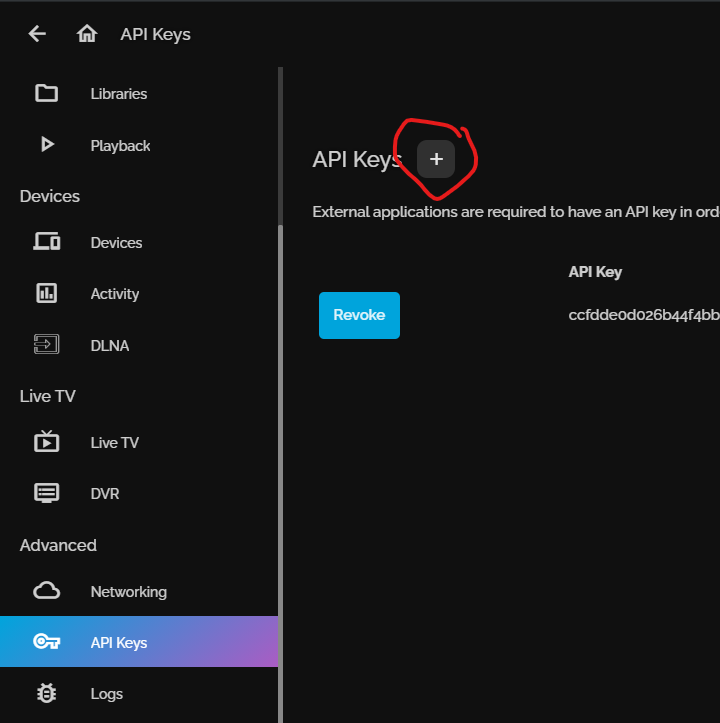 API Keys
Libraries
Playback
Devices
Devices
Activity
DLNA
Live TV
Live TV
DVR
Advanced
Networking
API Keys
Logs
API Keys +
External applications are required to have an API key in ord
API Key
Revoke ccfdde0d026b44f4bb